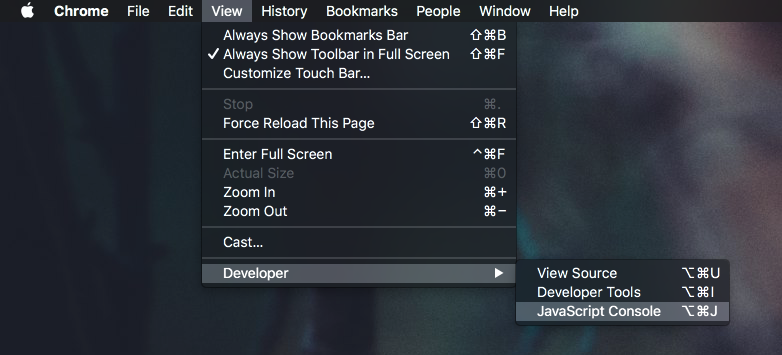 Chrome File Edit View History Bookmarks People Window Help
Always Show Bookmarks Bar ⇧⌘B
✓ Always Show Toolbar in Full Screen ⇧⌘F
Customize Touch Bar...
Stop ⌘.
Force Reload This Page ⇧⌘R
Enter Full Screen ^⌘F
Actual Size ⌘0
Zoom In ⌘+
Zoom Out ⌘−
Cast...
Developer ▶
View Source ⌥⌘U
Developer Tools ⌥⌘I
JavaScript Console ⌥⌘J